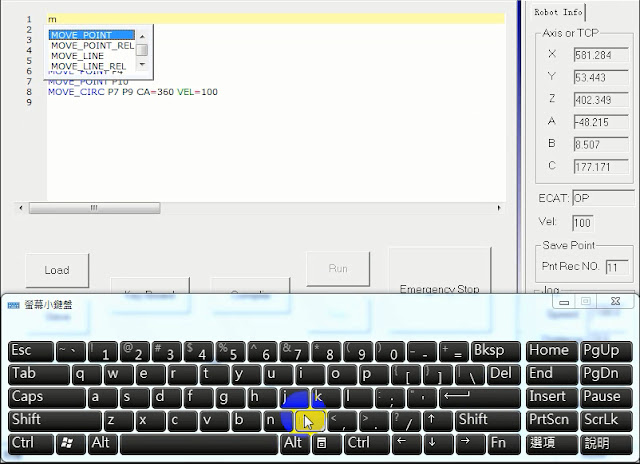 1 m
MOVE_POINT
MOVE_POINT_REL
MOVE_LINE
MOVE_LINE_REL
2
3
4
5
6 MOVE_POINT P4
7 MOVE_POINT P10
8 MOVE_CIRC P7 P9 CA=360 VEL=100
9
Load
Run
Emergency Stop
Robot Info
Axis or TCP
X 581.284
Y 53.443
Z 402.349
A -48.215
B 8.507
C 177.171
ECAT: OP
Vel: 100
Save Point
Pnt Rec NO. 11
Jog
螢幕小鍵盤
Esc ~ ` ! 1 @ 2 # 3 $ 4 % 5 ^ 6 & 7 * 8 ( 9 ) 0 _ - + = Bksp Home PgUp
Tab q w e r t y u i o p { [ } ] | \ Del End PgDn
Caps a s d f g h j k l : ; " ' Insert Pause
Shift z x c v b n < , > . ? / ↑ Shift PrtScn ScrLk
Ctrl Alt Alt Ctrl ← ↓ → Fn 選項 說明